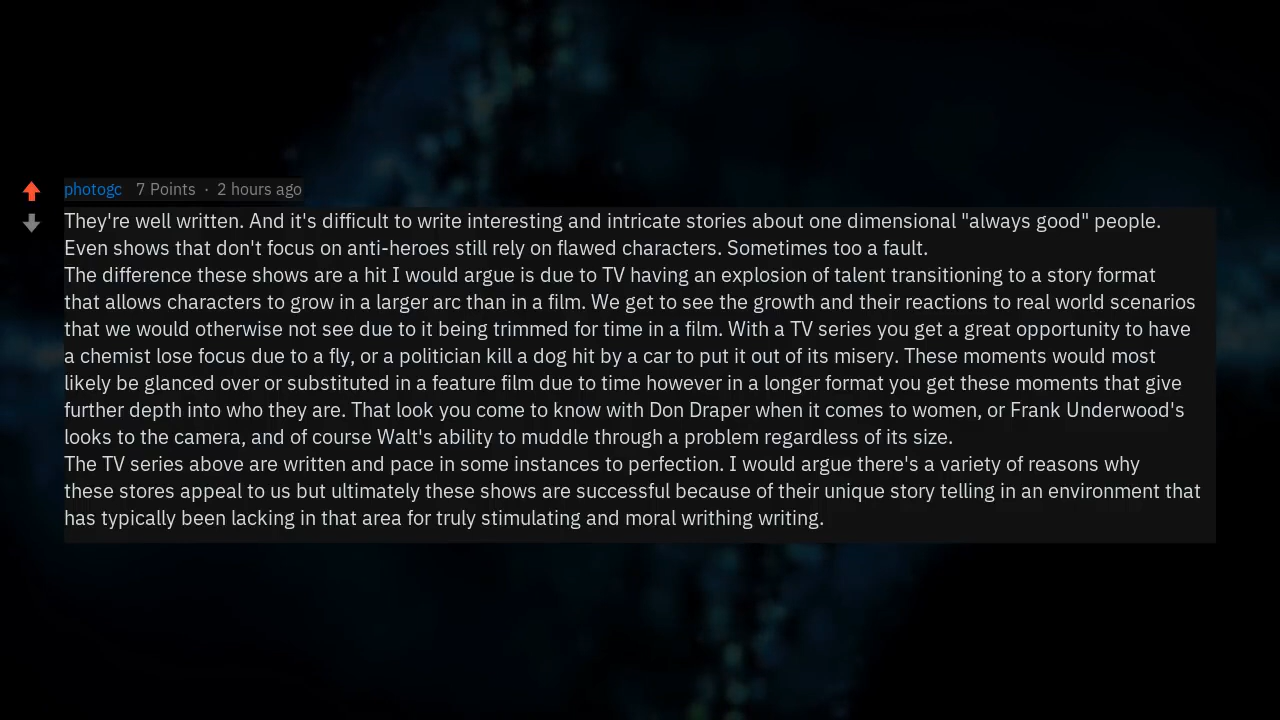 photogc 7 Points · 2 hours ago
They're well written. And it's difficult to write interesting and intricate stories about one dimensional "always good" people.
Even shows that don't focus on anti-heroes still rely on flawed characters. Sometimes too a fault.
The difference these shows are a hit I would argue is due to TV having an explosion of talent transitioning to a story format
that allows characters to grow in a larger arc than in a film. We get to see the growth and their reactions to real world scenarios
that we would otherwise not see due to it being trimmed for time in a film. With a TV series you get a great opportunity to have
a chemist lose focus due to a fly, or a politician kill a dog hit by a car to put it out of its misery. These moments would most
likely be glanced over or substituted in a feature film due to time however in a longer format you get these moments that give
further depth into who they are. That look you come to know with Don Draper when it comes to women, or Frank Underwood's
looks to the camera, and of course Walt's ability to muddle through a problem regardless of its size.
The TV series above are written and pace in some instances to perfection. I would argue there's a variety of reasons why
these stores appeal to us but ultimately these shows are successful because of their unique story telling in an environment that
has typically been lacking in that area for truly stimulating and moral writhing writing.